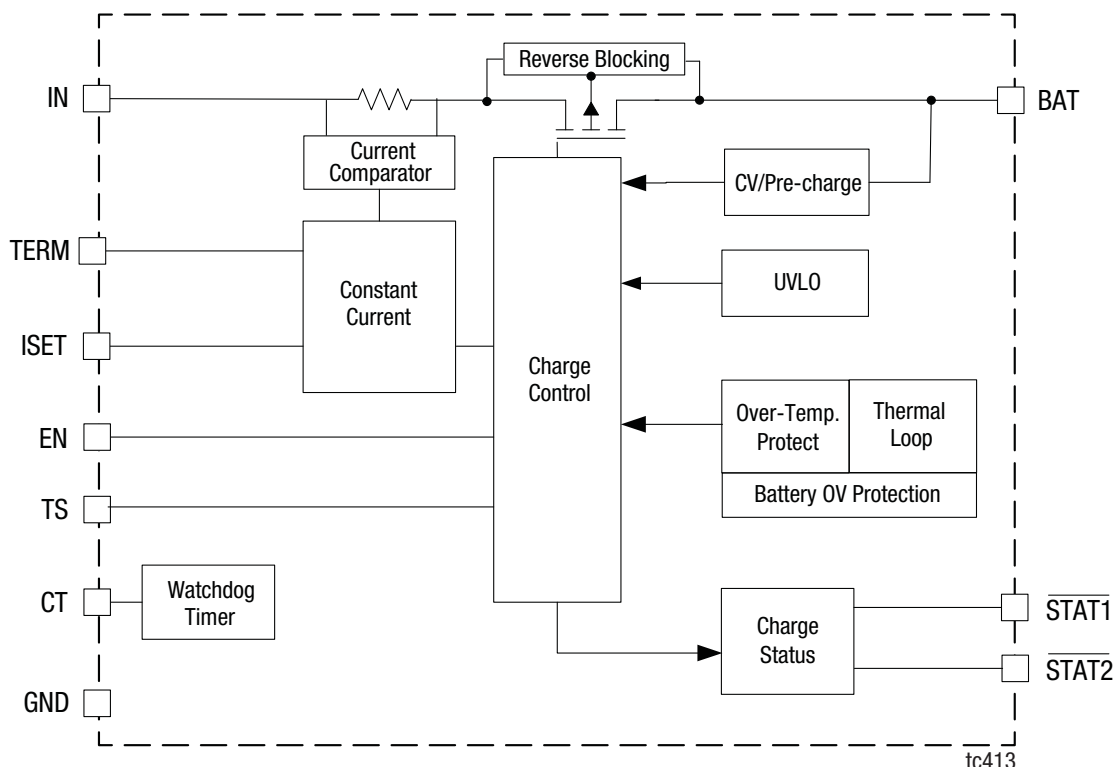 Reverse Blocking
IN
BAT
Current
Comparator
CV/Pre-charge
TERM
Constant
Current
UVLO
ISET
Charge
Control
Over-Temp.
Protect
Thermal
Loop
EN
Battery OV Protection
TS
CT
Watchdog
Timer
Charge
Status
STAT1
STAT2
GND
tc413